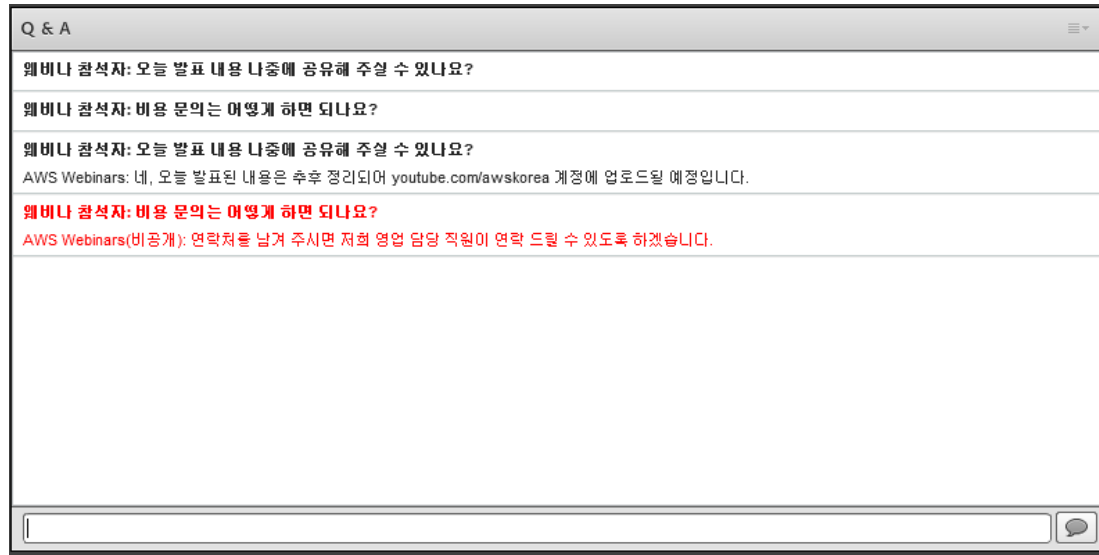 Q & A
웨비나 참석자: 오늘 발표 내용 나중에 공유해 주실 수 있나요?
웨비나 참석자: 비용 문의는 어떻게 하면 되나요?
웨비나 참석자: 오늘 발표 내용 나중에 공유해 주실 수 있나요?
AWS Webinars: 네, 오늘 발표된 내용은 추후 정리되어 youtube.com/awskorea 계정에 업로드될 예정입니다.
웨비나 참석자: 비용 문의는 어떻게 하면 되나요?
AWS Webinars(비공개): 연락처를 남겨 주시면 저희 영업 담당 직원이 연락 드릴 수 있도록 하겠습니다.